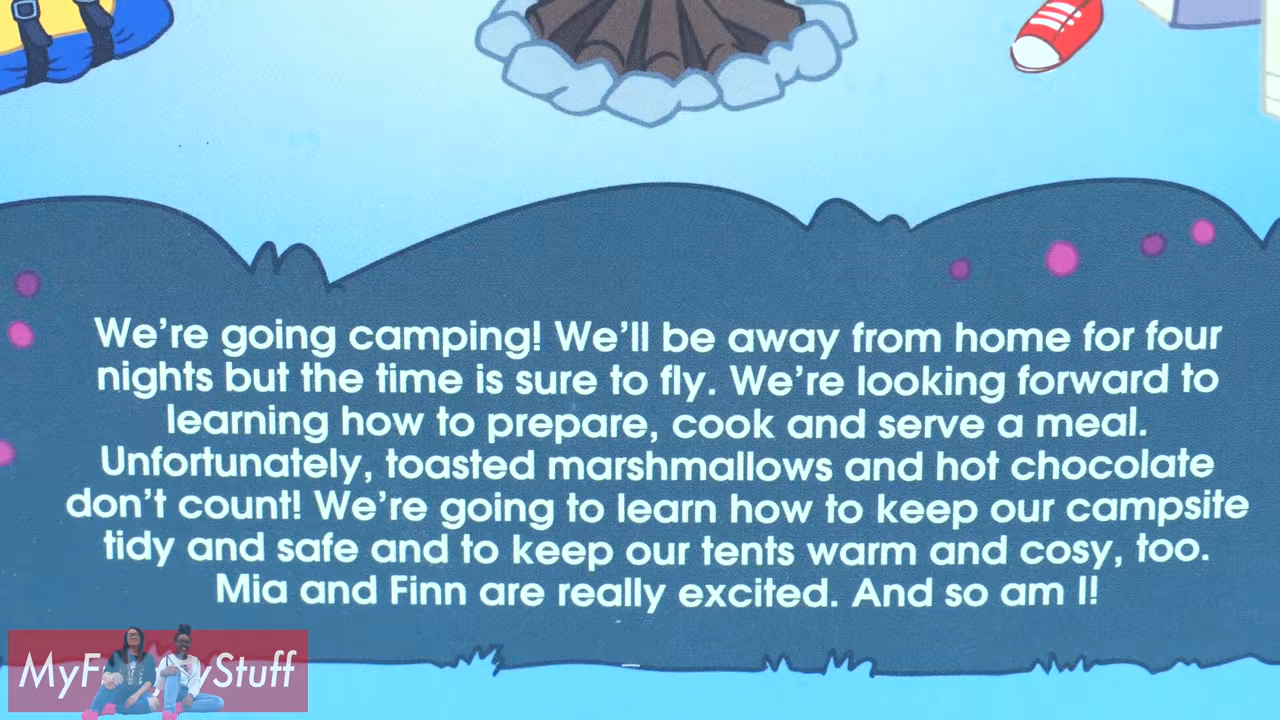 We're going camping! We'll be away from home for four
nights but the time is sure to fly. We're looking forward to
learning how to prepare, cook and serve a meal.
Unfortunately, toasted marshmallows and hot chocolate
don't count! We're going to learn how to keep our campsite
tidy and safe and to keep our tents warm and cosy, too.
Mia and Finn are really excited. And so am I!